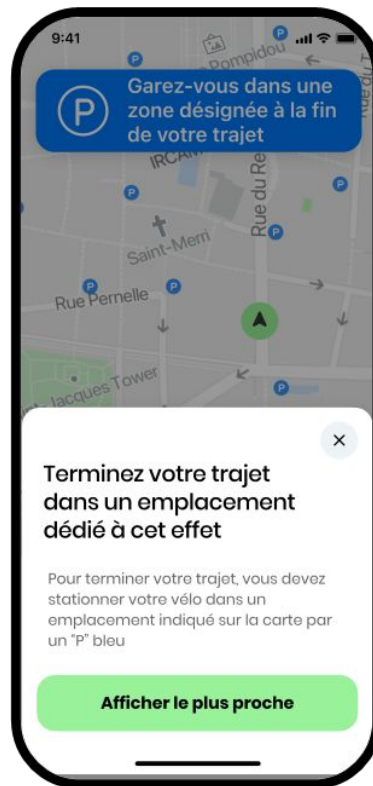 9:41
Pompidou
Rue du T
P
Garez-vous dans une
zone désignée à la fin
de votre trajet
IRCAM
P
P
P
Rue du Re
Saint-Merri
P
P
P
Rue Pernelle
Jacques Tower
P
Terminez votre trajet
dans un emplacement
dédié à cet effet
Pour terminer votre trajet, vous devez
stationner votre vélo dans un
emplacement indiqué sur la carte par
un "P" bleu
Afficher le plus proche